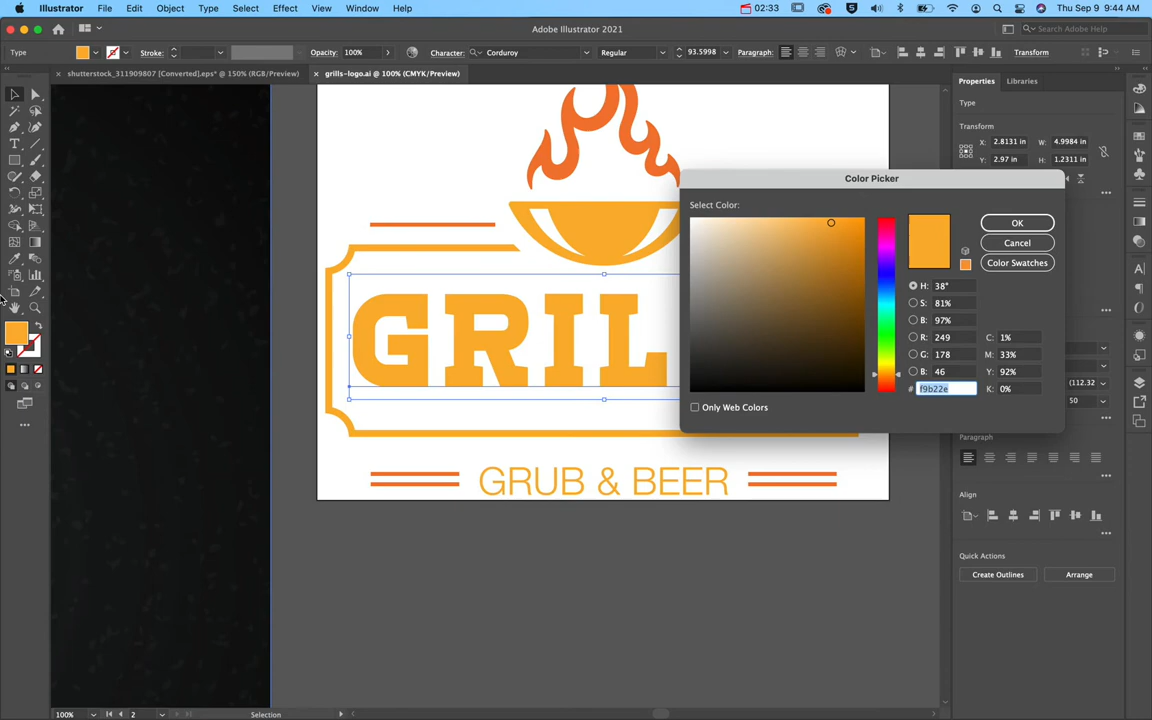 Illustrator File Edit Object Type Select Effect View Window Help 02:33 Thu Sep 9 9:44 AM
Adobe Illustrator 2021 Search Adobe Help
Type Stroke: Opacity: 100% Character: Corduroy Regular 93.5998 Paragraph: Transform
shutterstock_311909807 [Converted].eps* @ 150% (RGB/Preview) grills-logo.ai @ 100% (CMYK/Preview) Properties Libraries
Type
Transform
X: 2.8131 in W: 4.9984 in
Y: 2.97 in H: 1.2311 in
Color Picker
Select Color:
OK
Cancel
Color Swatches
H: 38°
S: 81%
B: 97%
R: 249 C: 1%
G: 178 M: 33%
B: 46 Y: 92%
# f9b22e K: 0%
Only Web Colors
(112.32
50
GRIL
GRUB & BEER
Paragraph
Align
Quick Actions
Create Outlines Arrange
100% 2 Selection